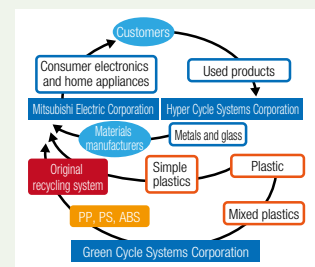 Customers
Consumer electronics
and home appliances
Used products
Mitsubishi Electric Corporation
Hyper Cycle Systems Corporation
Materials
manufacturers
Metals and glass
Original
recycling system
Simple
plastics
Plastic
PP, PS, ABS
Mixed plastics
Green Cycle Systems Corporation